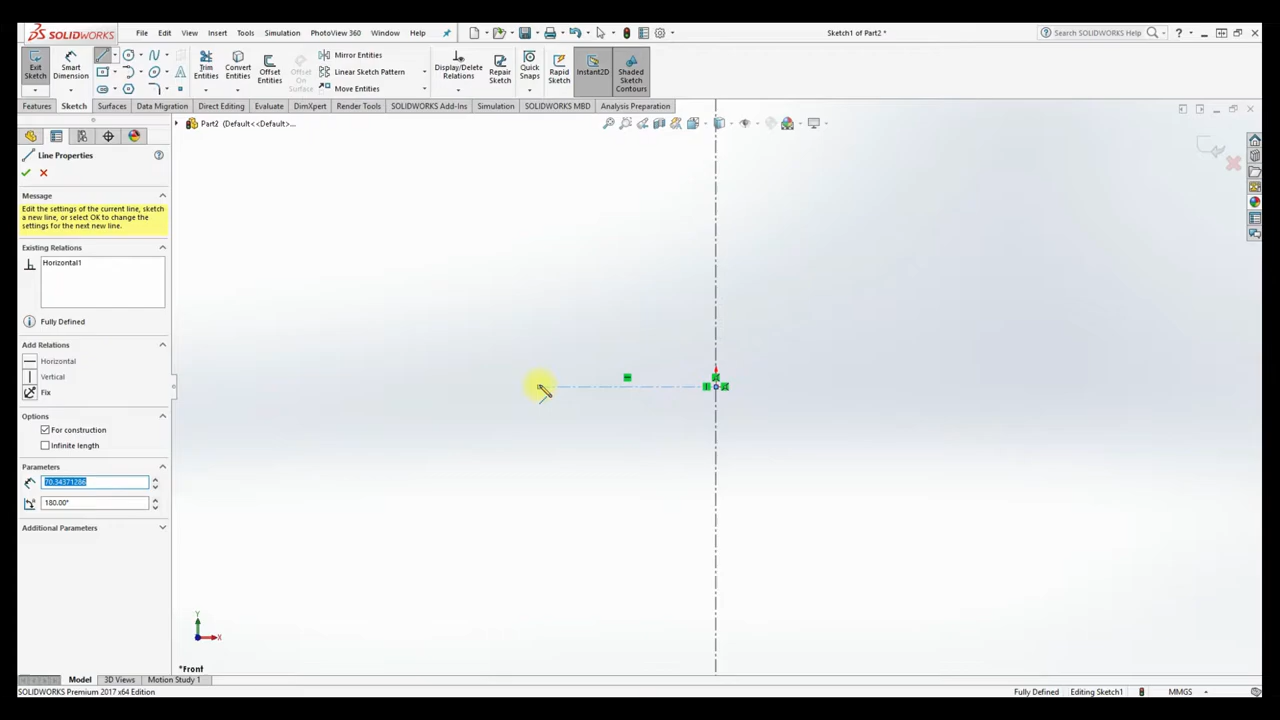 SOLIDWORKS File Edit View Insert Tools Simulation PhotoView 360 Window Help Sketch1 of Part2 * Search SOLIDWORKS Help
Exit Sketch Smart Dimension Trim Entities Convert Entities Offset Entities Offset On Surface Mirror Entities Linear Sketch Pattern Move Entities Display/Delete Relations Repair Sketch Quick Snaps Rapid Sketch Instant2D Shaded Sketch Contours
Features Sketch Surfaces Data Migration Direct Editing Evaluate DimXpert Render Tools SOLIDWORKS Add-Ins Simulation SOLIDWORKS MBD Analysis Preparation
Part2 (Default<<Default>...
Line Properties
Message
Edit the settings of the current line, sketch
a new line, or select OK to change the
settings for the next new line.
Existing Relations
Horizontal1
Fully Defined
Add Relations
Horizontal
Vertical
Fix
Options
For construction
Infinite length
Parameters
70.34371286
180.00°
Additional Parameters
Y
X
*Front
Model 3D Views Motion Study 1
SOLIDWORKS Premium 2017 x64 Edition Fully Defined Editing Sketch1 MMGS